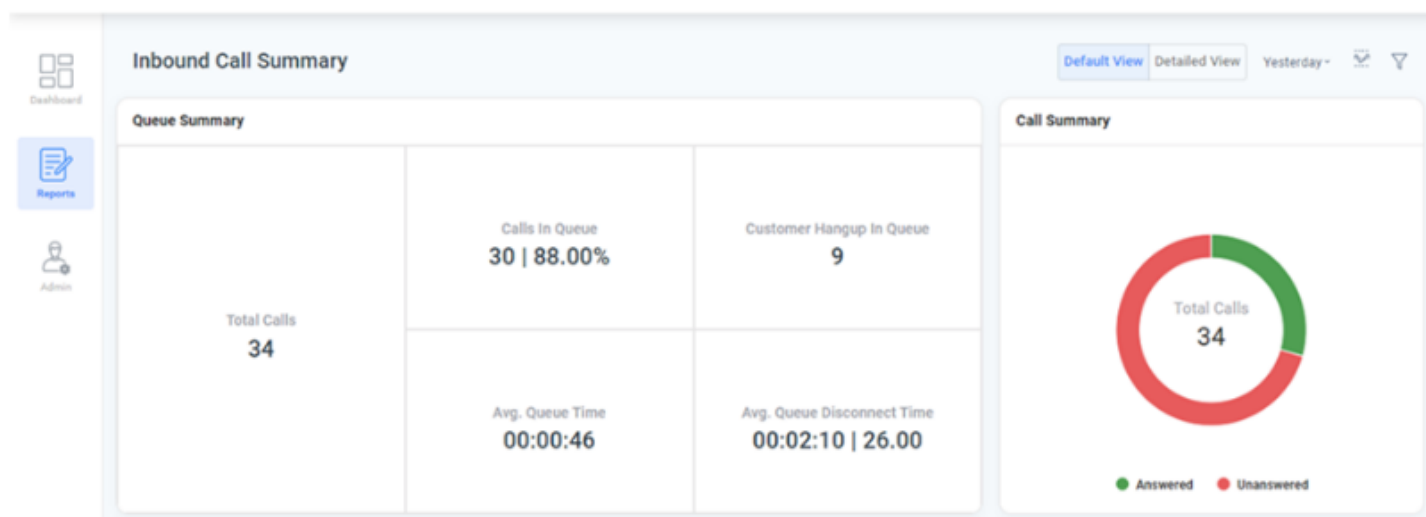 Inbound Call Summary
Default View
Detailed View
Yesterday
Dashboard
Reports
Admin
Queue Summary
Total Calls
34
Calls In Queue
30 | 88.00%
Customer Hangup In Queue
9
Avg. Queue Time
00:00:46
Avg. Queue Disconnect Time
00:02:10 | 26.00
Call Summary
Total Calls
34
Answered
Unanswered